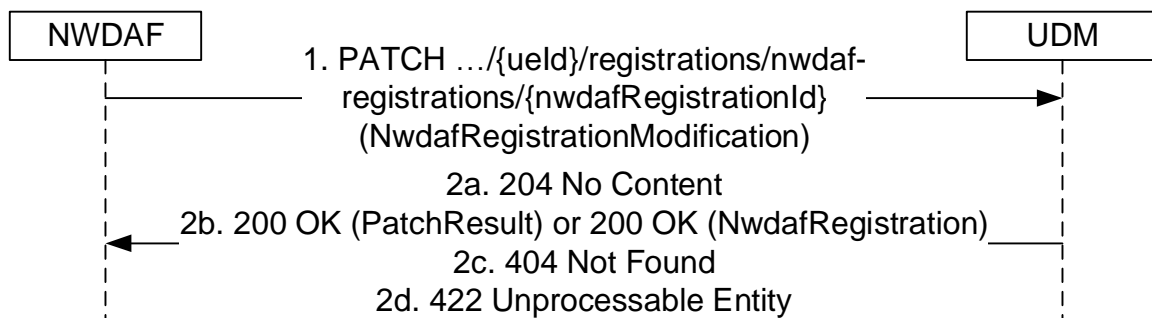 NWDAF
UDM
1. PATCH …/{ueId}/registrations/nwdaf-
registrations/{nwdafRegistrationId}
(NwdafRegistrationModification)
2a. 204 No Content
2b. 200 OK (PatchResult) or 200 OK (NwdafRegistration)
2c. 404 Not Found
2d. 422 Unprocessable Entity